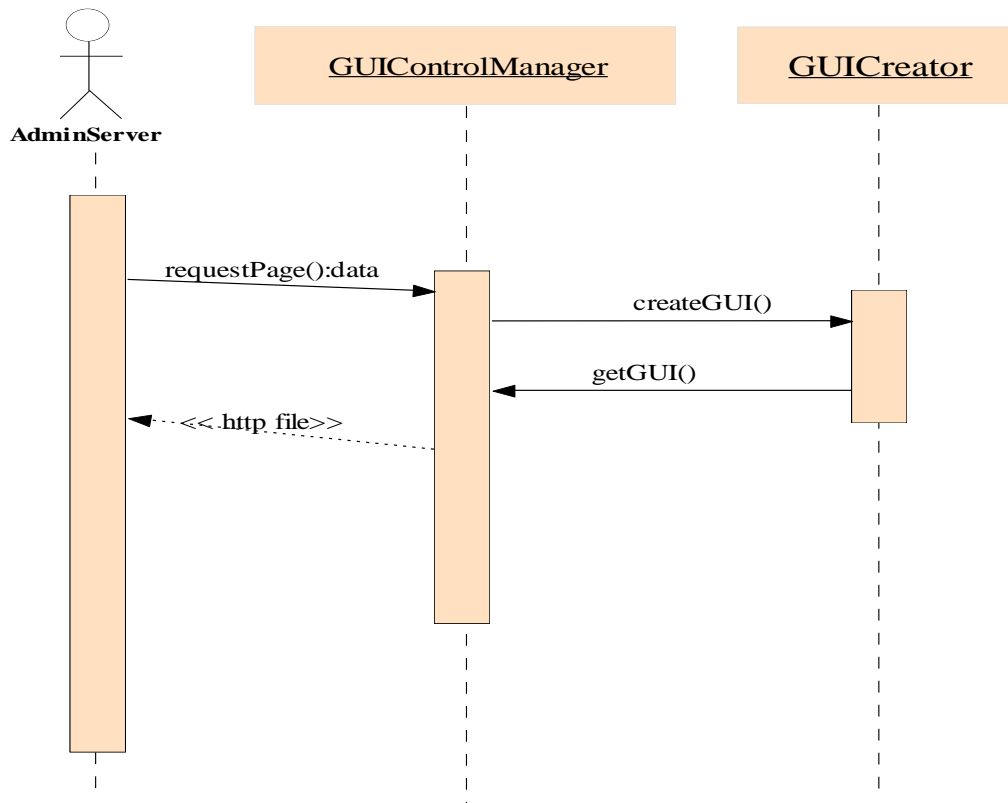 GUIControlManager
GUICreator
AdminServer
requestPage():data
createGUI()
getGUI()
<< http file>>